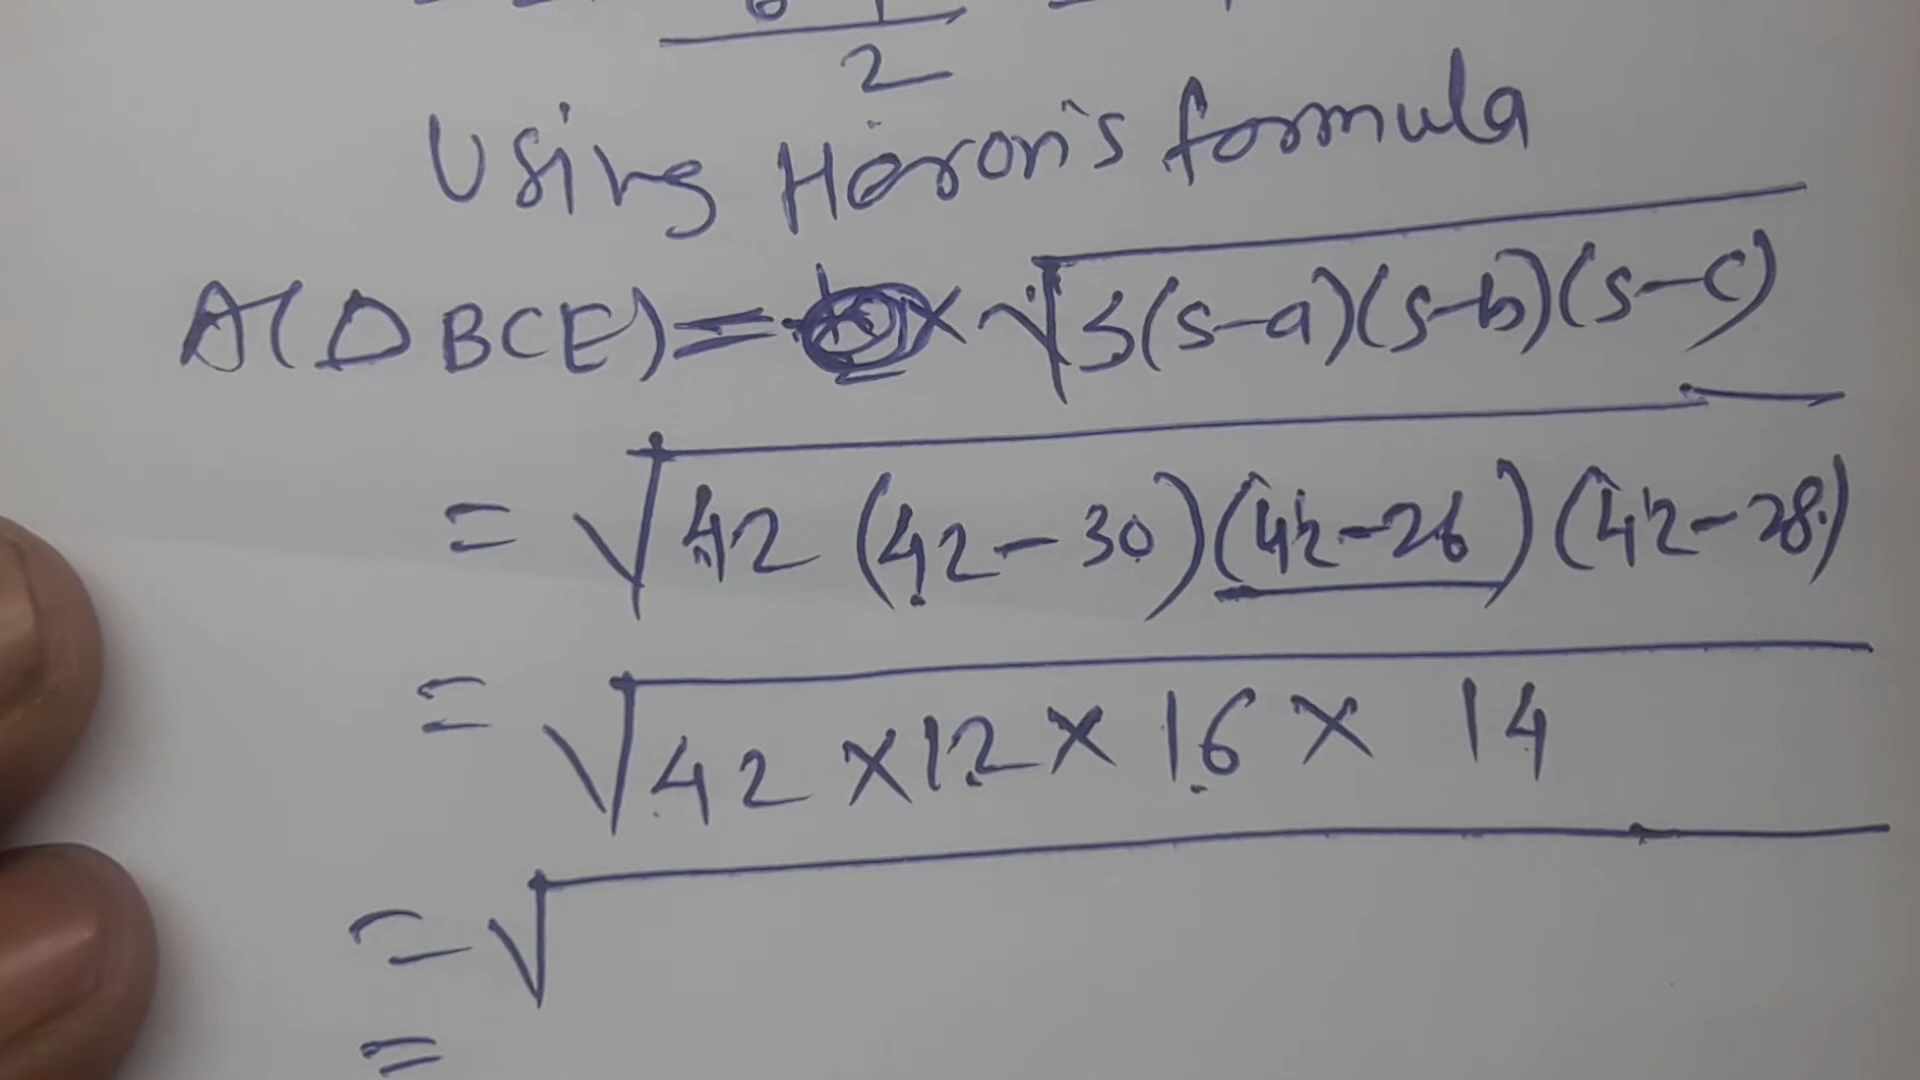 2
Using Heron's formula
A(Δ BCE) = × √s(s-a)(s-b)(s-c)
= √42 (42-30)(42-26)(42-28)
= √42 ×12× 16 × 14
= √
=